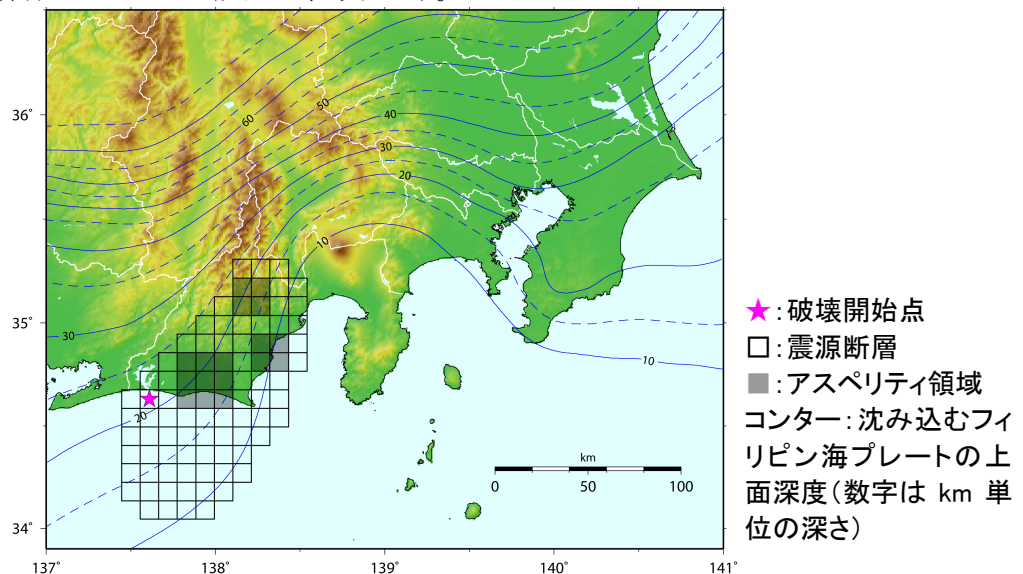 36˚
35˚
34˚
137˚
138˚
139˚
140˚
141˚
60
50
40
30
20
10
30
20
10
km
0
50
100
★:破壊開始点
□:震源断層
■:アスペリティ領域
コンター:沈み込むフィ
リピン海プレートの上
面深度(数字は km 単
位の深さ)